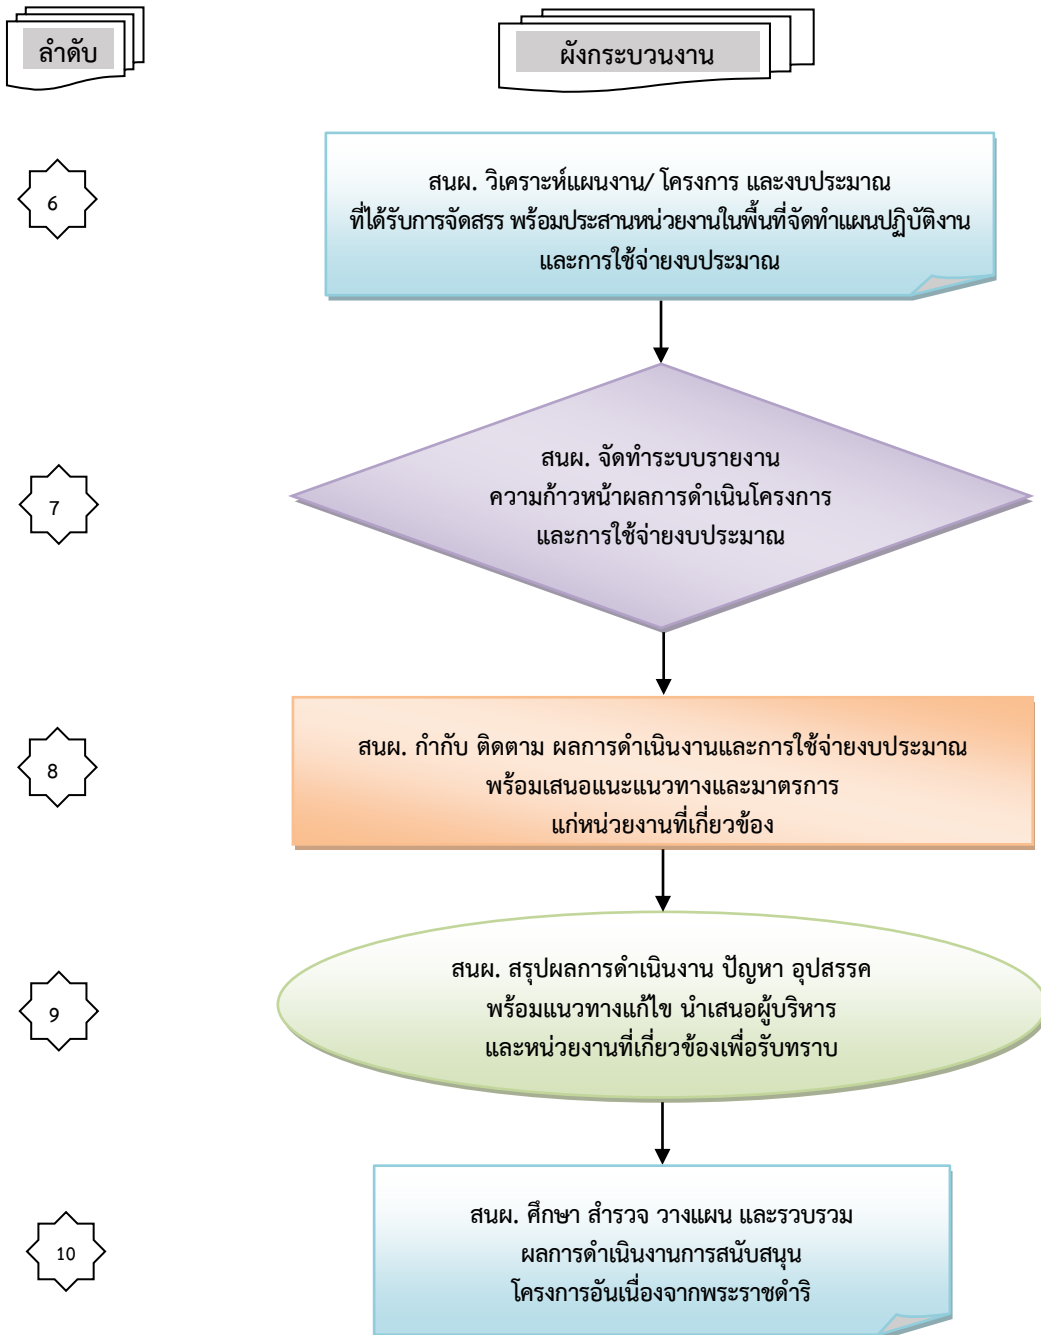 ลำดับ
ผังกระบวนงาน
6
สนผ. วิเคราะห์แผนงาน/ โครงการ และงบประมาณ
ที่ได้รับการจัดสรร พร้อมประสานหน่วยงานในพื้นที่จัดทำแผนปฏิบัติงาน
และการใช้จ่ายงบประมาณ
7
สนผ. จัดทำระบบรายงาน
ความก้าวหน้าผลการดำเนินโครงการ
และการใช้จ่ายงบประมาณ
8
สนผ. กำกับ ติดตาม ผลการดำเนินงานและการใช้จ่ายงบประมาณ
พร้อมเสนอแนะแนวทางและมาตรการ
แก่หน่วยงานที่เกี่ยวข้อง
9
สนผ. สรุปผลการดำเนินงาน ปัญหา อุปสรรค
พร้อมแนวทางแก้ไข นำเสนอผู้บริหาร
และหน่วยงานที่เกี่ยวข้องเพื่อรับทราบ
10
สนผ. ศึกษา สำรวจ วางแผน และรวบรวม
ผลการดำเนินงานการสนับสนุน
โครงการอันเนื่องจากพระราชดำริ